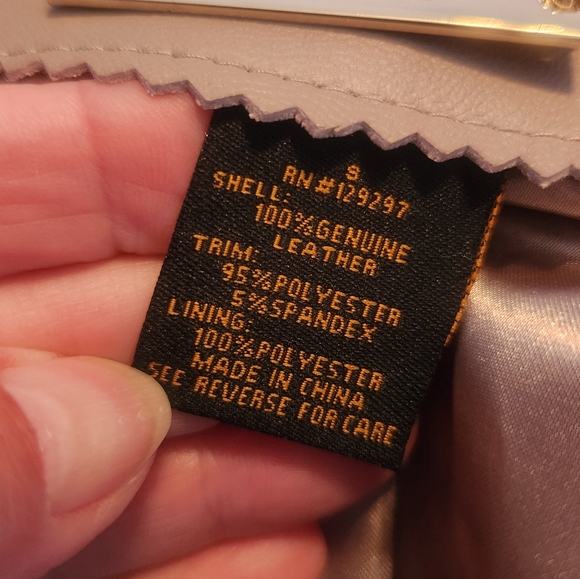 S
RN#129297
SHELL:
100%GENUINE
LEATHER
TRIM:
95%POLYESTER
5%SPANDEX
LINING:
100%POLYESTER
MADE IN CHINA
SEE REVERSE FOR CARE